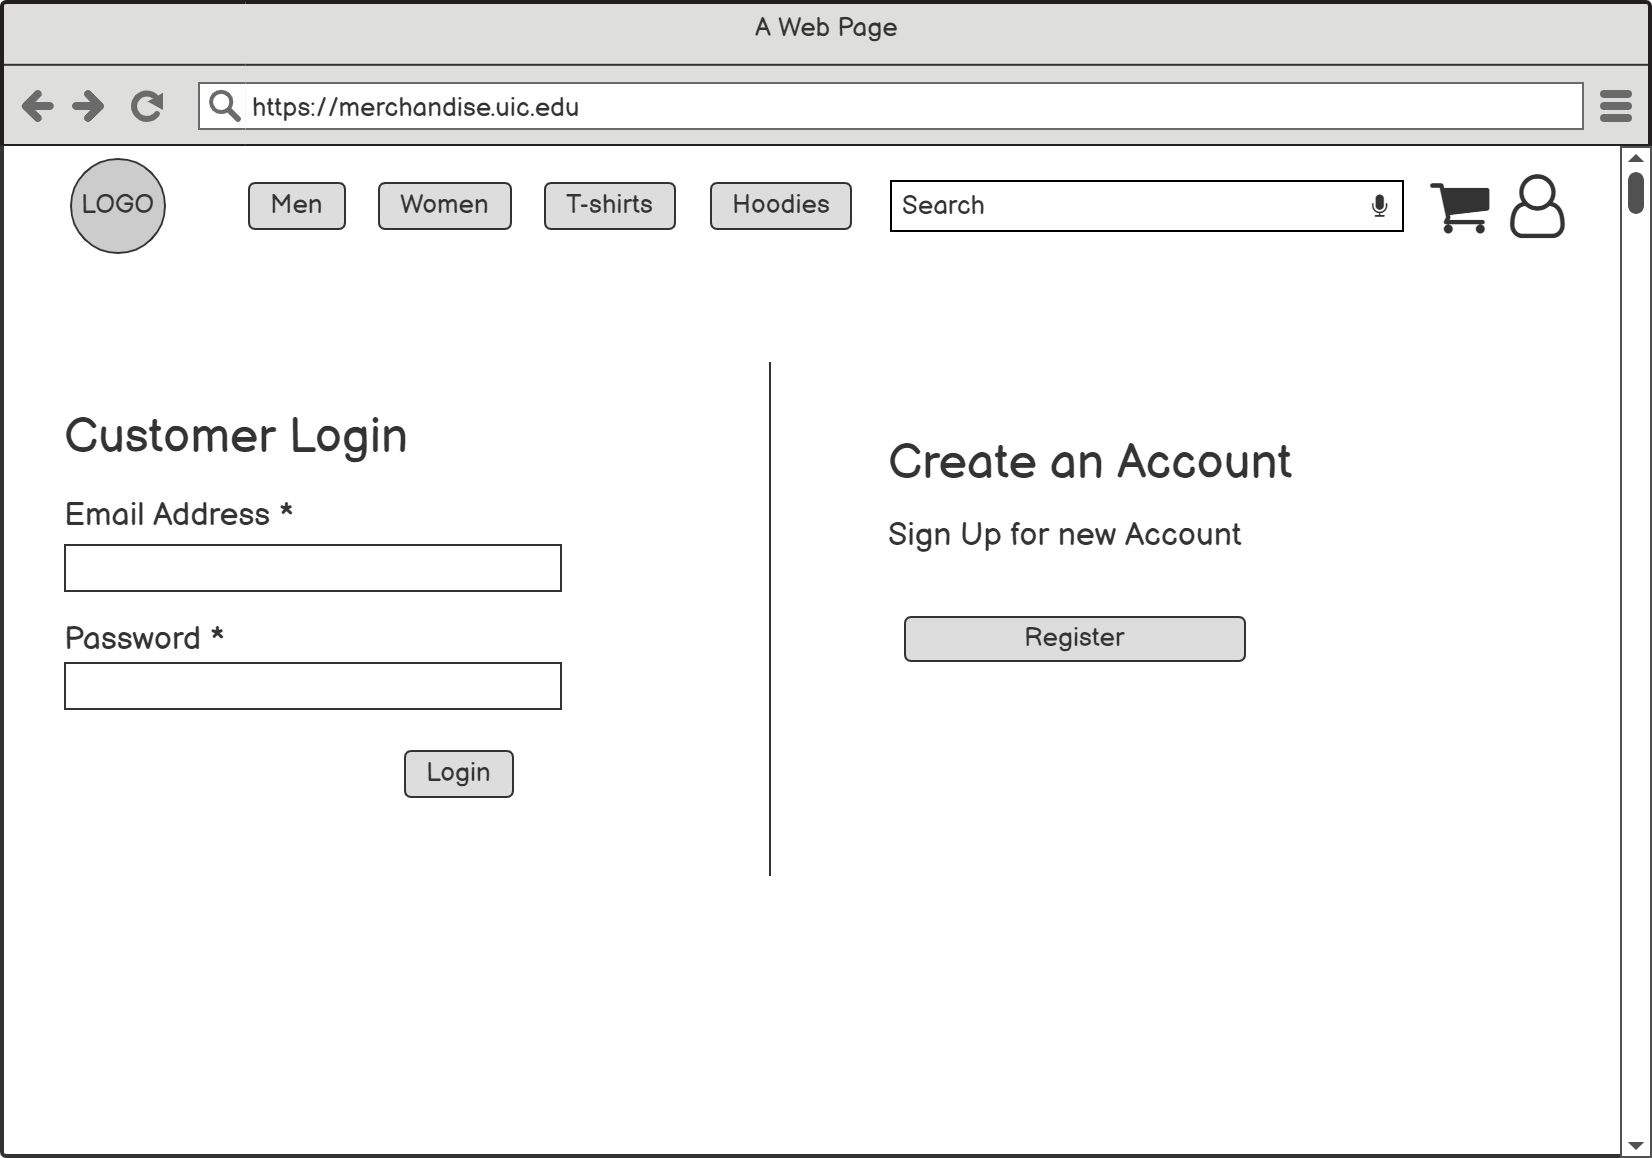 A Web Page
https://merchandise.uic.edu
LOGO Men Women T-shirts Hoodies Search
Customer Login
Email Address *
Password *
Login
Create an Account
Sign Up for new Account
Register